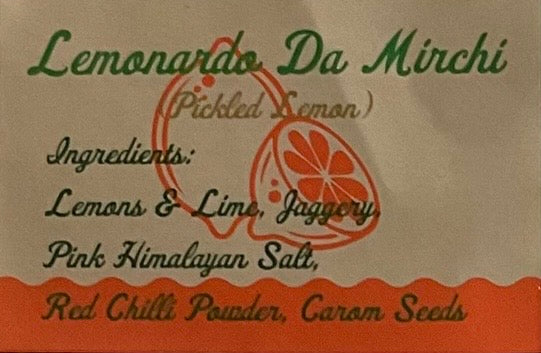 Lemonardo Da Mirchi
(Pickled Lemon)
Ingredients:
Lemons & Lime, Jaggery,
Pink Himalayan Salt,
Red Chilli Powder, Carom Seeds